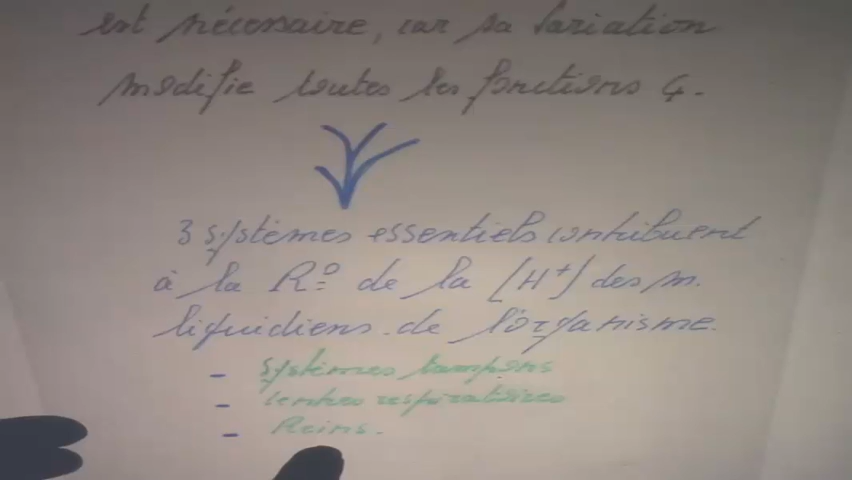 est nécessaire, car sa variation
modifie toutes les fonctions
3 systèmes essentiels contribuent
à la R° de la [H+] des m.
liquidiens de l'organisme.
- systèmes tampons
- centres respiratoires
- Reins.